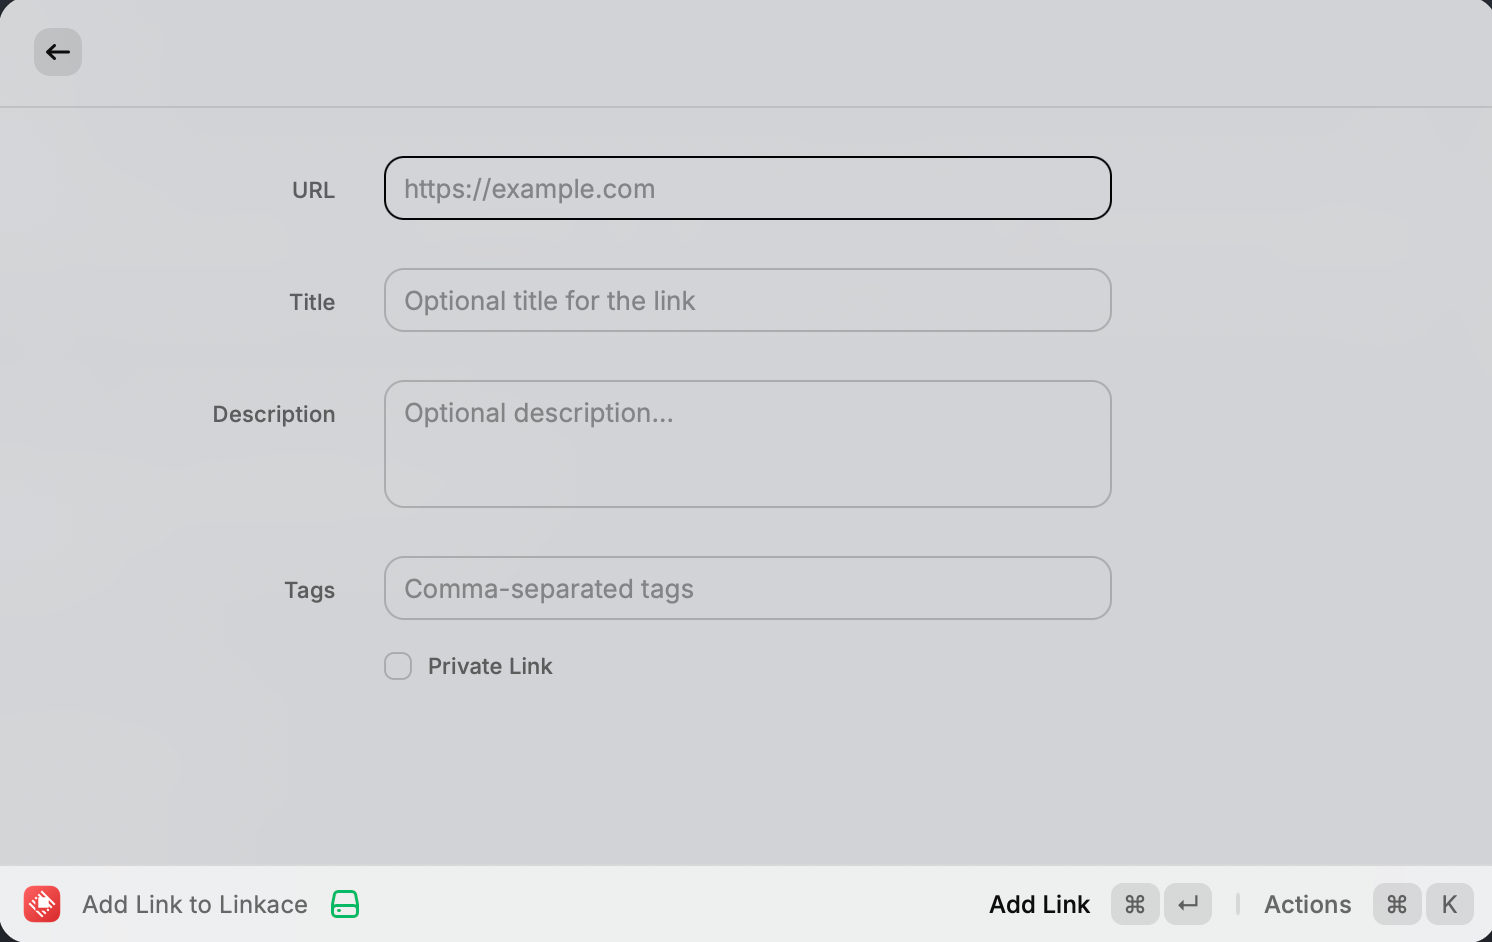 URL
https://example.com
Title
Optional title for the link
Description
Optional description...
Tags
Comma-separated tags
Private Link
Add Link to Linkace
Add Link ⌘ ↵ | Actions ⌘ K